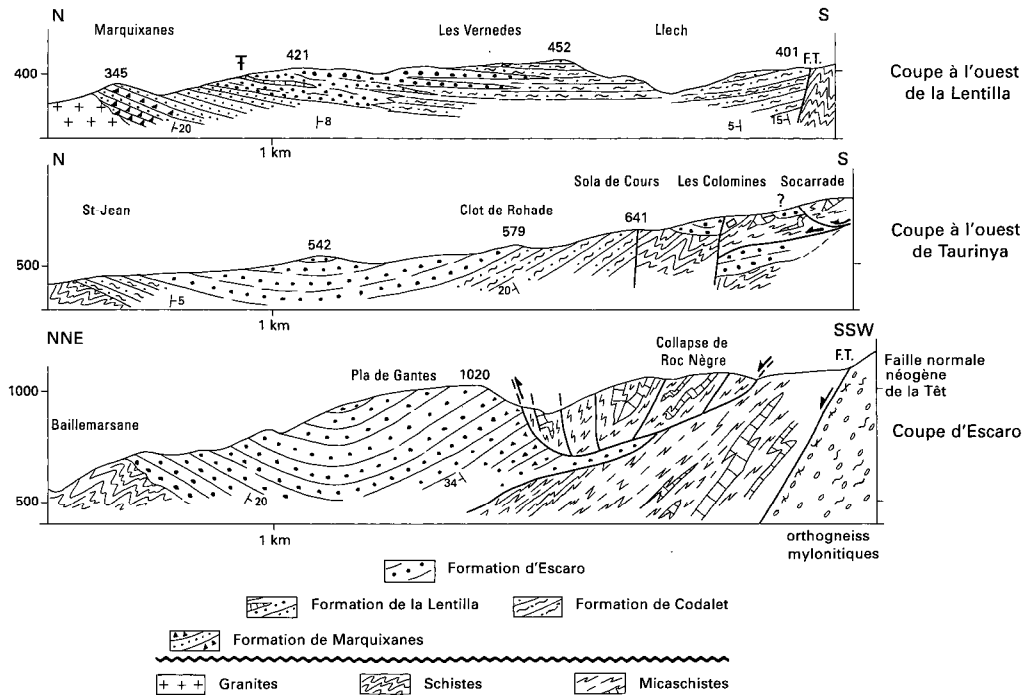 N S
Marquixanes Les Vernedes Llech
345 421 452 401 F.T.
400
20 8 5 15
1 km
Coupe à l'ouest
de la Lentilla
N S
St-Jean Clot de Rohade Sola de Cours Les Colomines Socarrade
542 579 641 ?
500
5 20
1 km
Coupe à l'ouest
de Taurinya
NNE SSW
Baillemarsane Pla de Gantes 1020 Collapse de
Roc Nègre
F.T.
Faille normale
néogène
de la Têt
1000
500
20 34
1 km
Coupe d'Escaro
orthogneiss
mylonitiques
Formation d'Escaro
Formation de la Lentilla Formation de Codalet
Formation de Marquixanes
Granites Schistes Micaschistes